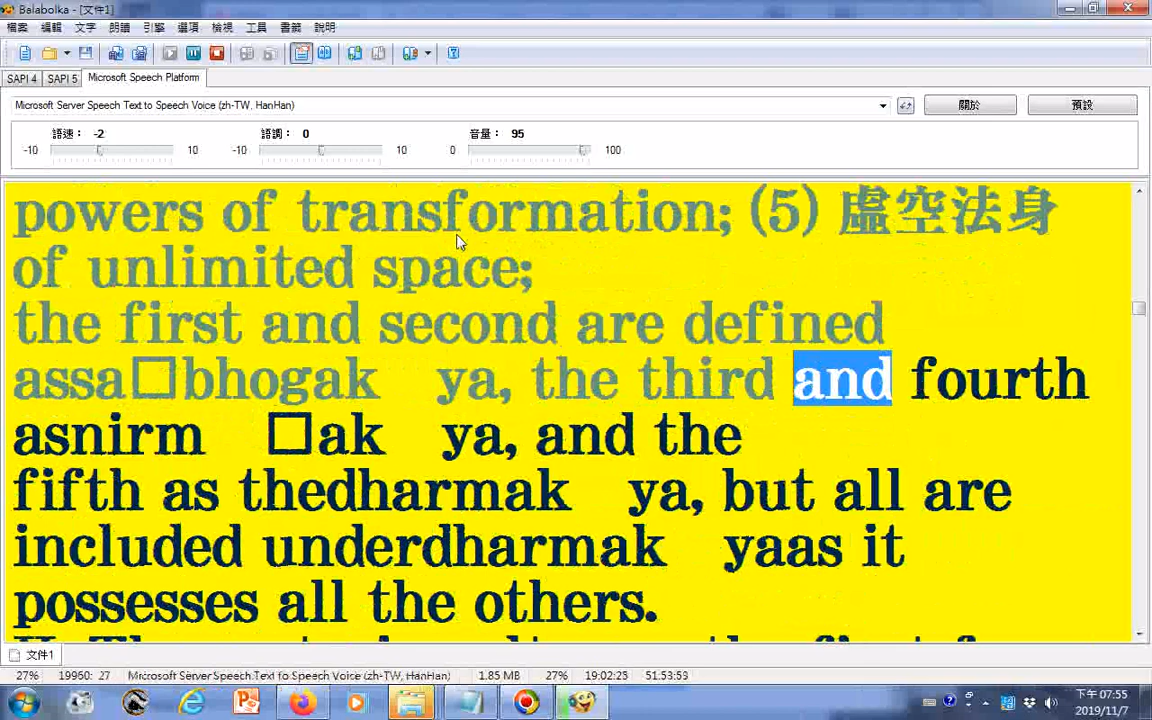 Balabolka - [文件1]
檔案 編輯 文字 朗讀 引擎 選項 檢視 工具 書籤 說明
SAPI 4 SAPI 5 Microsoft Speech Platform
Microsoft Server Speech Text to Speech Voice (zh-TW, HanHan) 關於 預設
語速： -2 語調： 0 音量： 95
-10 10 -10 10 0 100
powers of transformation; (5) 虛空法身
of unlimited space;
the first and second are defined
assa□bhogak ya, the third and fourth
asnirm □ak ya, and the
fifth as thedharmak ya, but all are
included underdharmak yaas it
possesses all the others.
文件1
27% 19960: 27 Microsoft Server Speech Text to Speech Voice (zh-TW, HanHan) 1.85 MB 27% 19:02:25 51:53:59
下午 07:55
2019/11/7